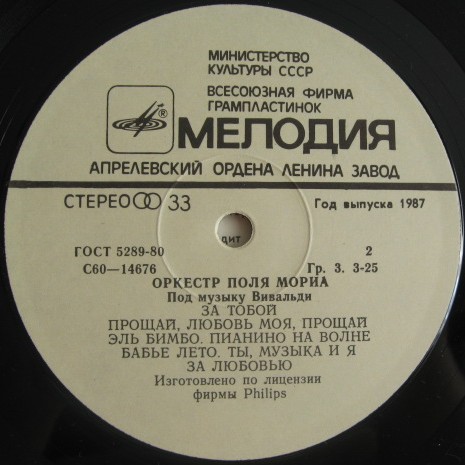 МИНИСТЕРСТВО
КУЛЬТУРЫ СССР
ВСЕСОЮЗНАЯ ФИРМА
ГРАМПЛАСТИНОК
МЕЛОДИЯ
АПРЕЛЕВСКИЙ ОРДЕНА ЛЕНИНА ЗАВОД
СТЕРЕО 33
Год выпуска 1987
ГОСТ 5289-80 2
С60—14676 Гр. 3. 3-25
ОРКЕСТР ПОЛЯ МОРИА
Под музыку Вивальди
ЗА ТОБОЙ
ПРОЩАЙ, ЛЮБОВЬ МОЯ, ПРОЩАЙ
ЭЛЬ БИМБО. ПИАНИНО НА ВОЛНЕ
БАБЬЕ ЛЕТО. ТЫ, МУЗЫКА И Я
ЗА ЛЮБОВЬЮ
Изготовлено по лицензии
фирмы Philips